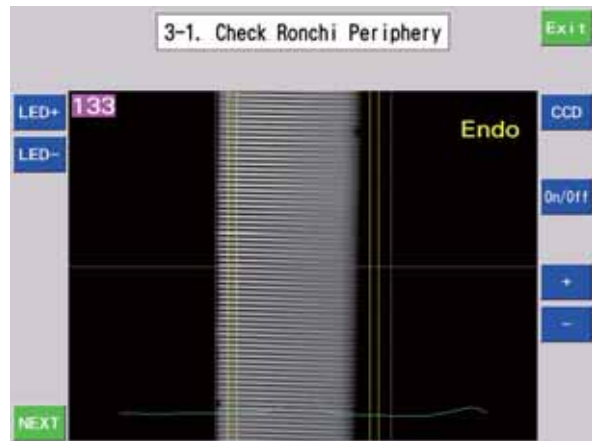 3-1. Check Ronchi Periphery
Exit
LED+
133
Endo
CCD
LED-
On/Off
+
-
NEXT